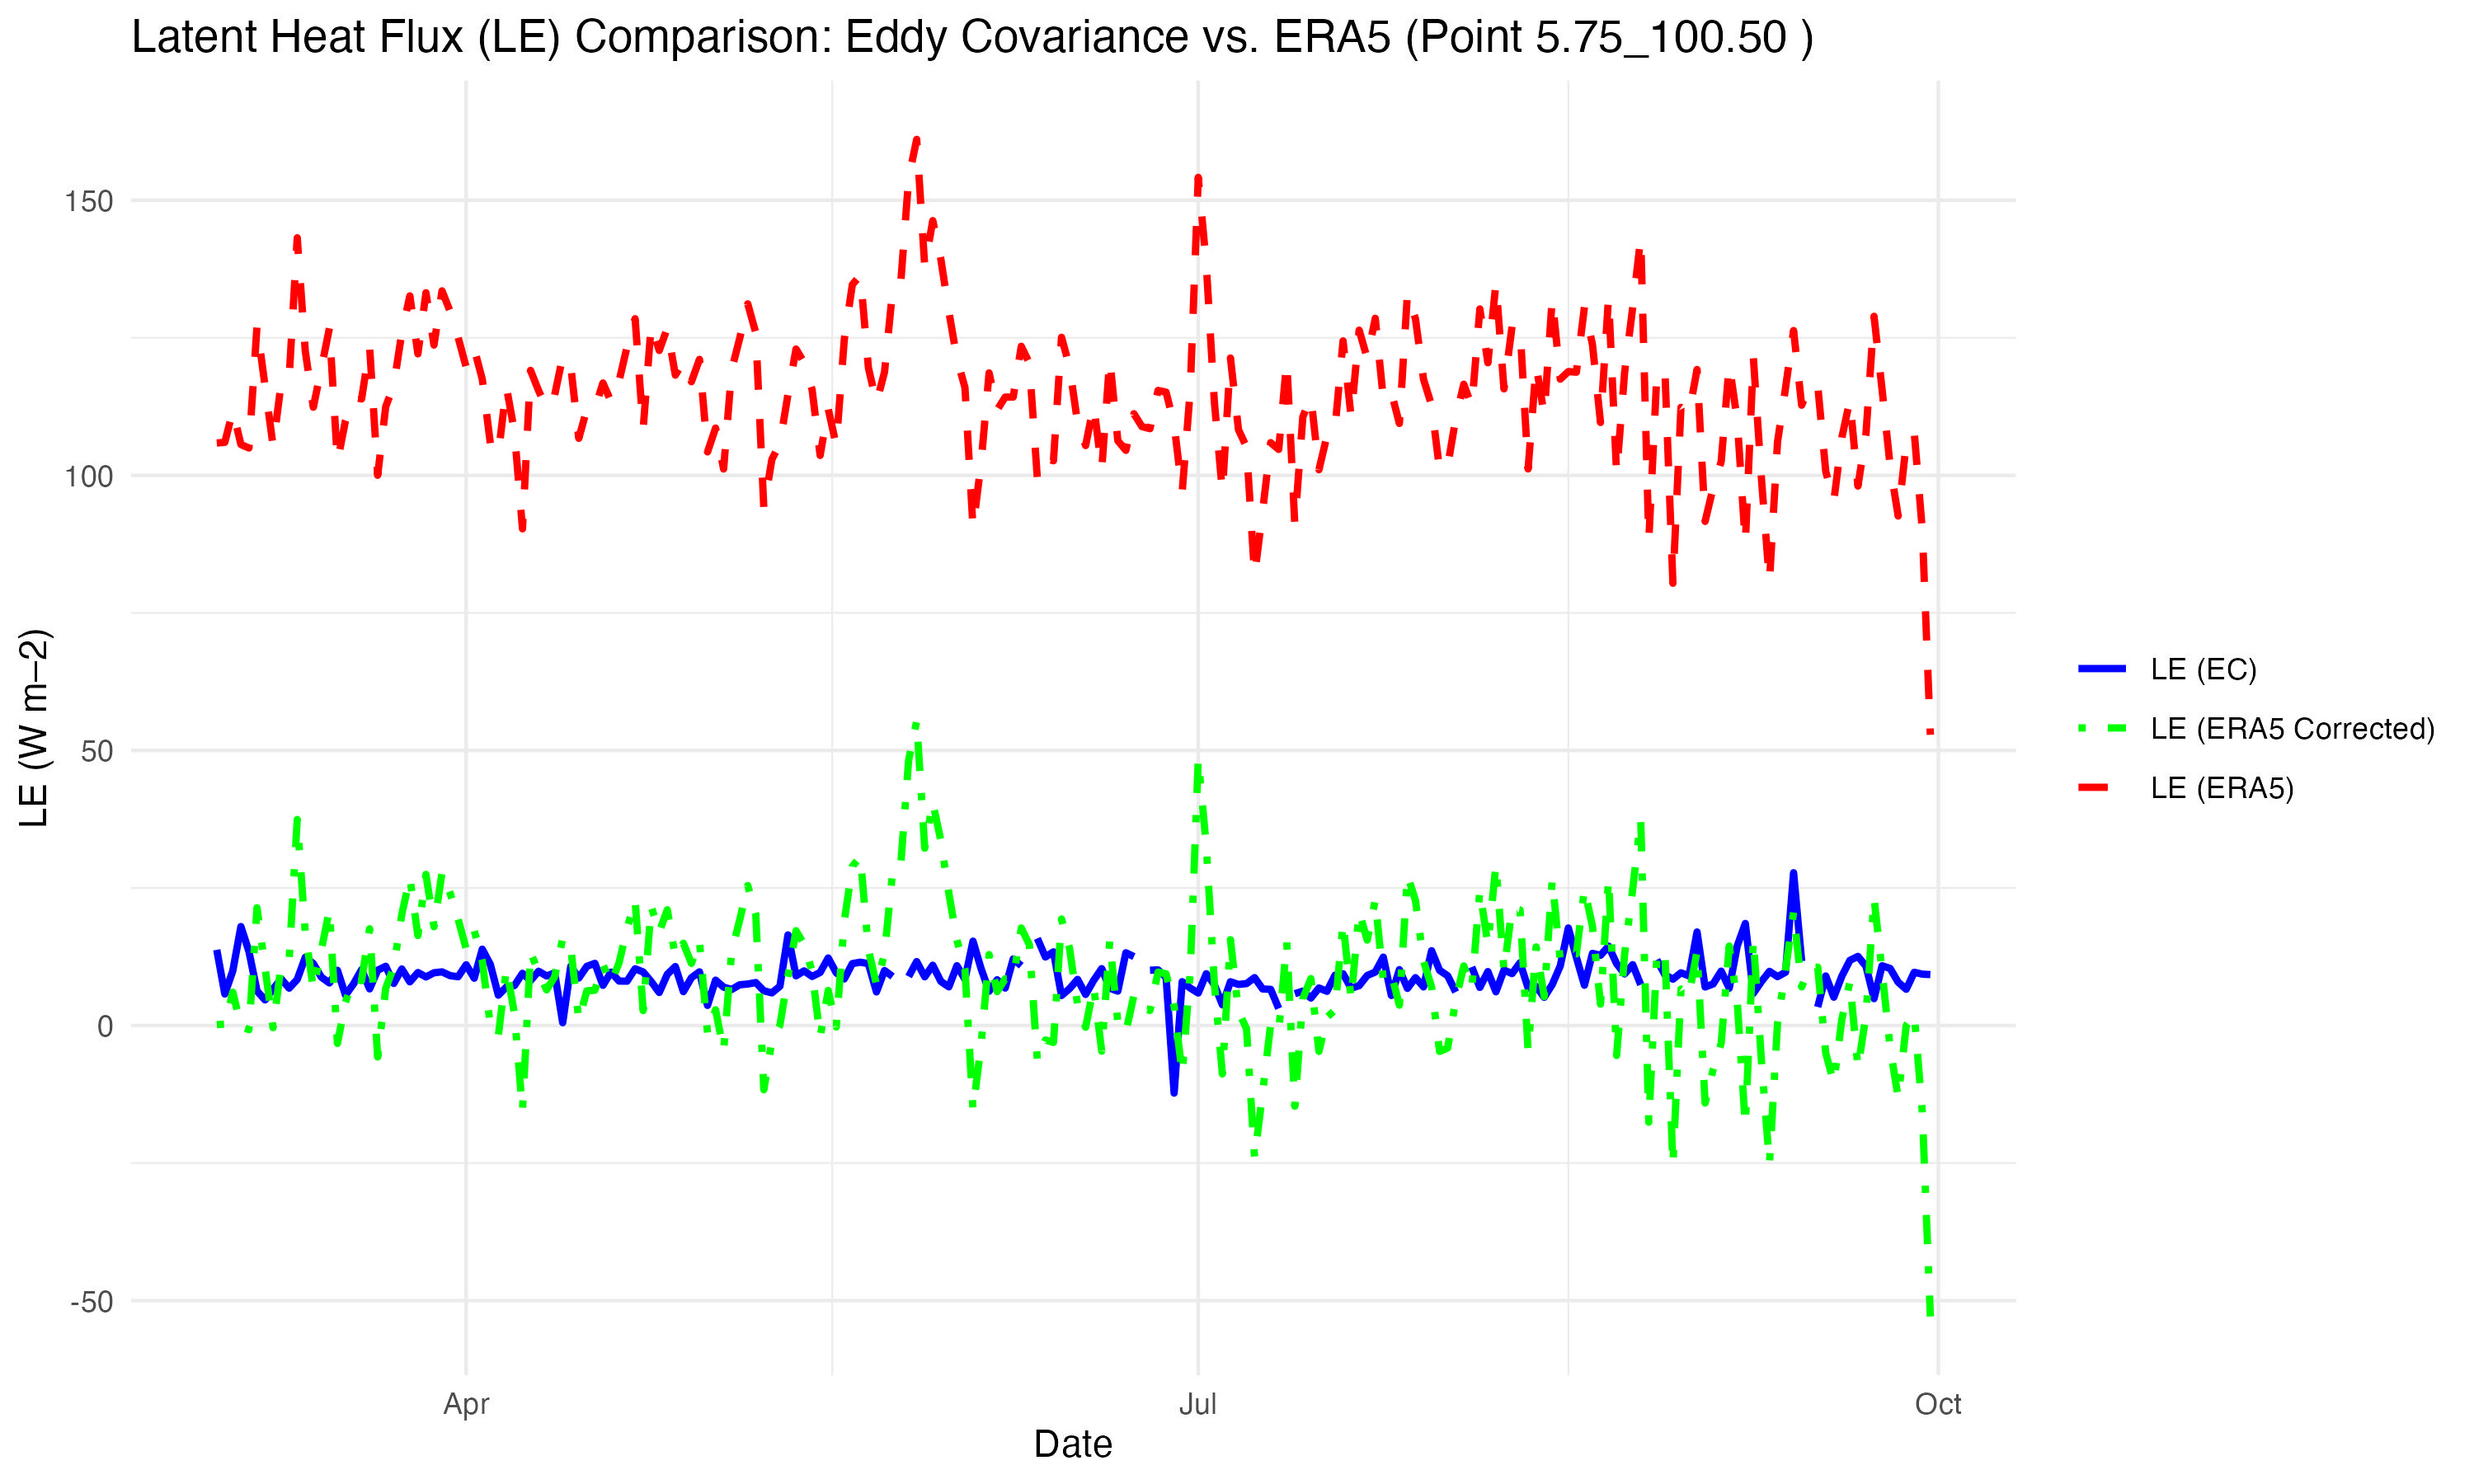 Latent Heat Flux (LE) Comparison: Eddy Covariance vs. ERA5 (Point 5.75_100.50 )
LE (W m−2)
150
100
50
0
-50
Apr
Jul
Oct
Date
LE (EC)
LE (ERA5 Corrected)
LE (ERA5)